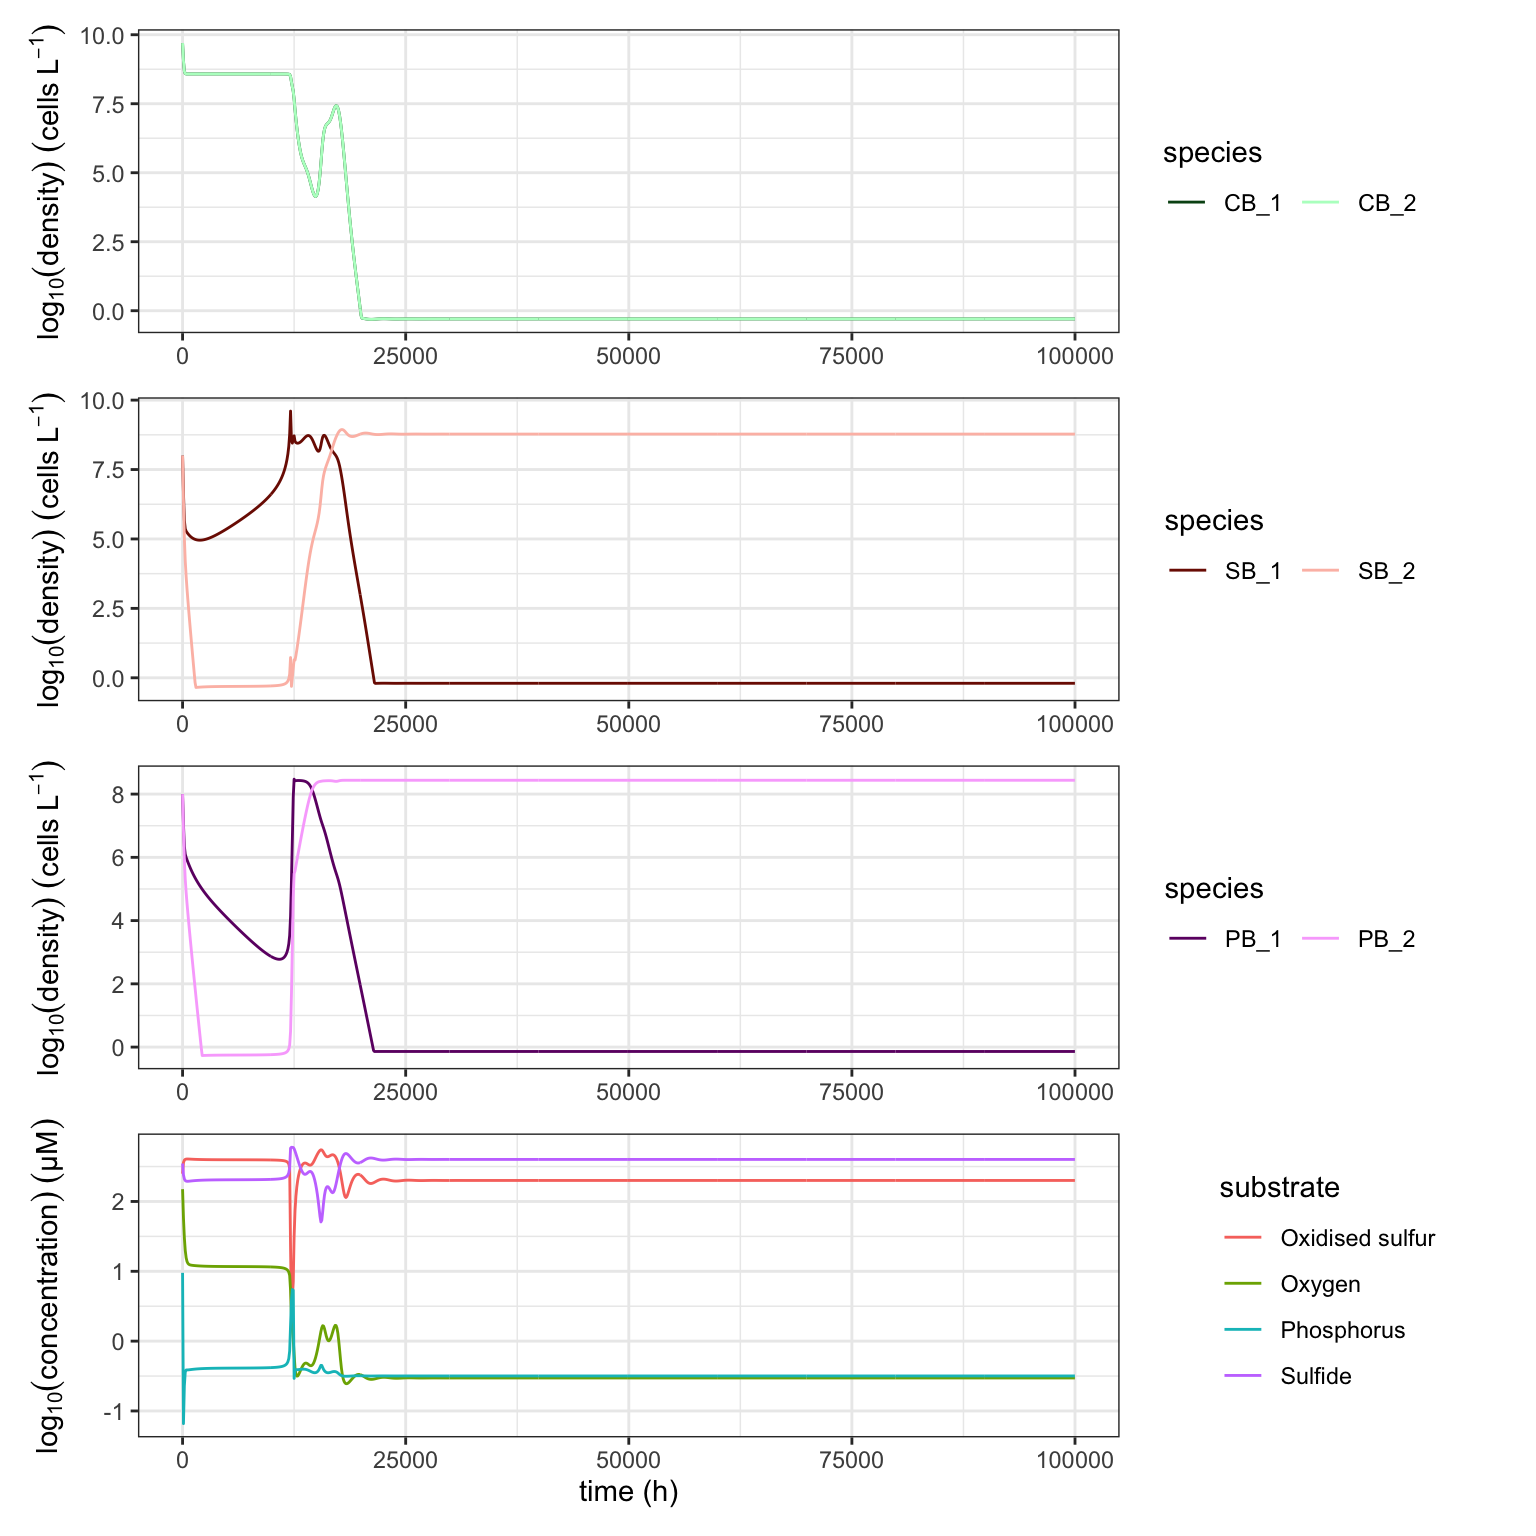 log10(density) (cells L−1)
10.0
7.5
5.0
2.5
0.0
0 25000 50000 75000 100000
species
CB_1 CB_2
log10(density) (cells L−1)
10.0
7.5
5.0
2.5
0.0
0 25000 50000 75000 100000
species
SB_1 SB_2
log10(density) (cells L−1)
8
6
4
2
0
0 25000 50000 75000 100000
species
PB_1 PB_2
log10(concentration) (µM)
2
1
0
-1
0 25000 50000 75000 100000
time (h)
substrate
Oxidised sulfur
Oxygen
Phosphorus
Sulfide